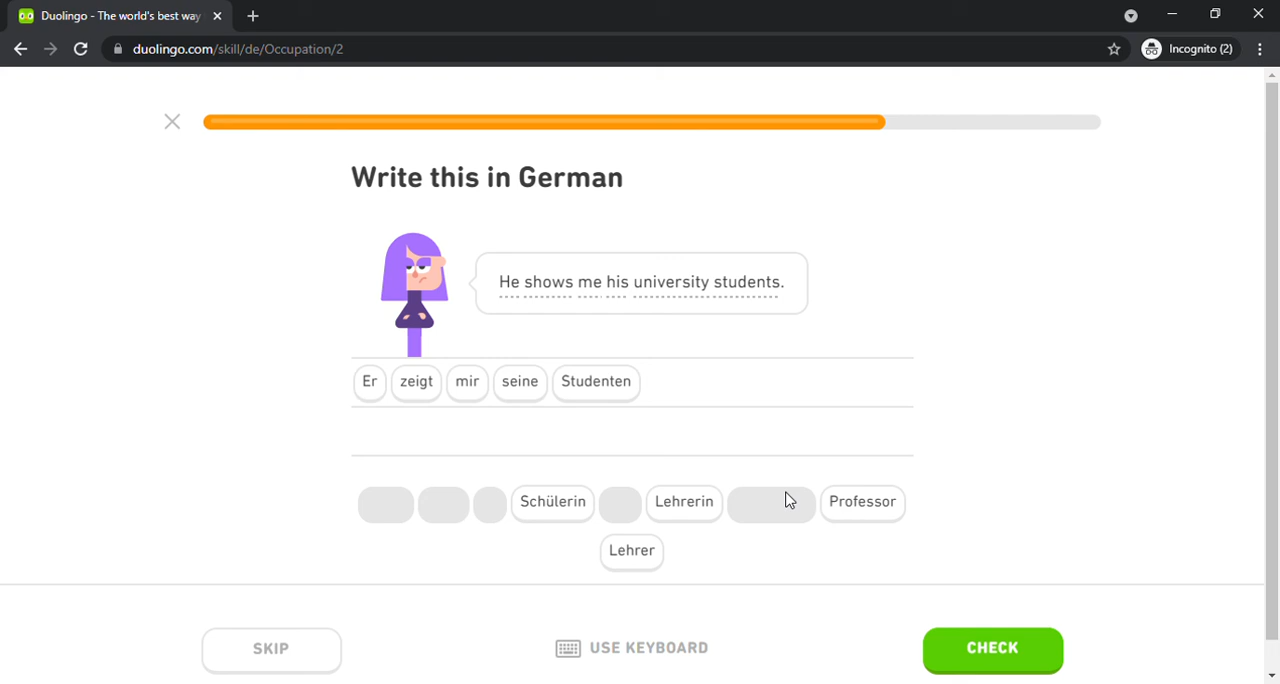 Duolingo - The world's best way
duolingo.com/skill/de/Occupation/2
Incognito (2)
Write this in German
He shows me his university students.
Er zeigt mir seine Studenten
Schülerin Lehrerin Professor
Lehrer
SKIP USE KEYBOARD CHECK